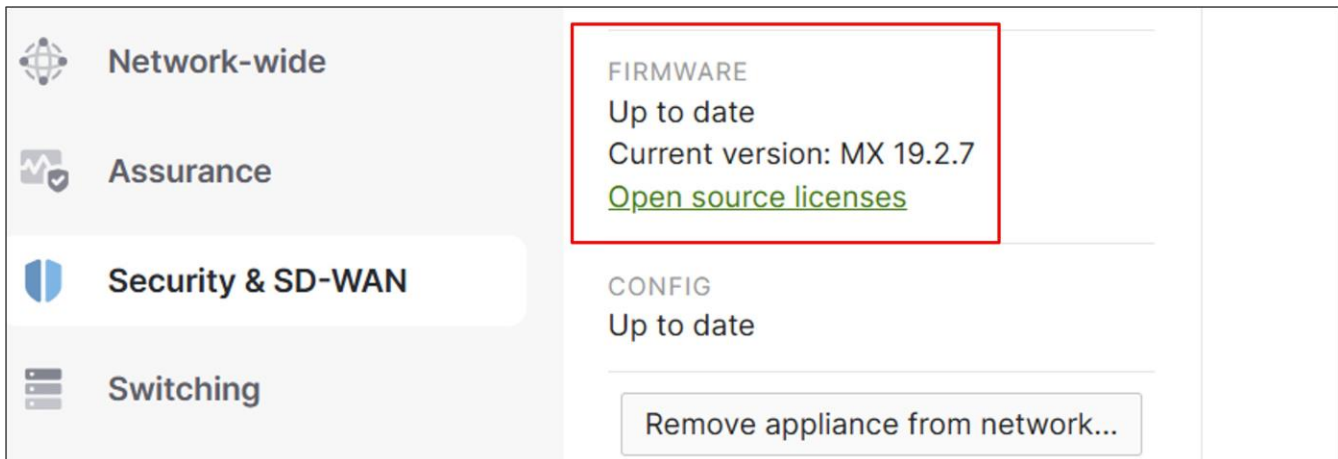 Network-wide
Assurance
Security & SD-WAN
Switching
FIRMWARE
Up to date
Current version: MX 19.2.7
Open source licenses
CONFIG
Up to date
Remove appliance from network...